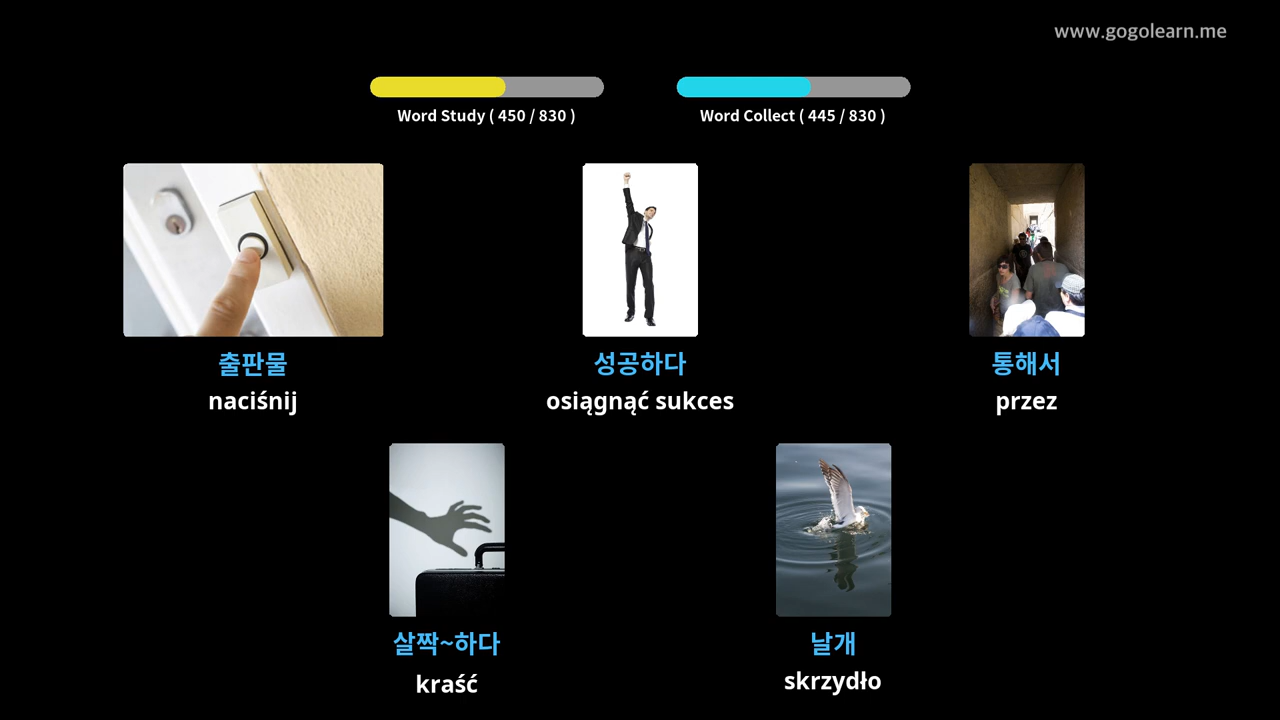 www.gogolearn.me
Word Study ( 450 / 830 )
Word Collect ( 445 / 830 )
출판물
naciśnij
성공하다
osiągnąć sukces
통해서
przez
살짝~하다
kraść
날개
skrzydło